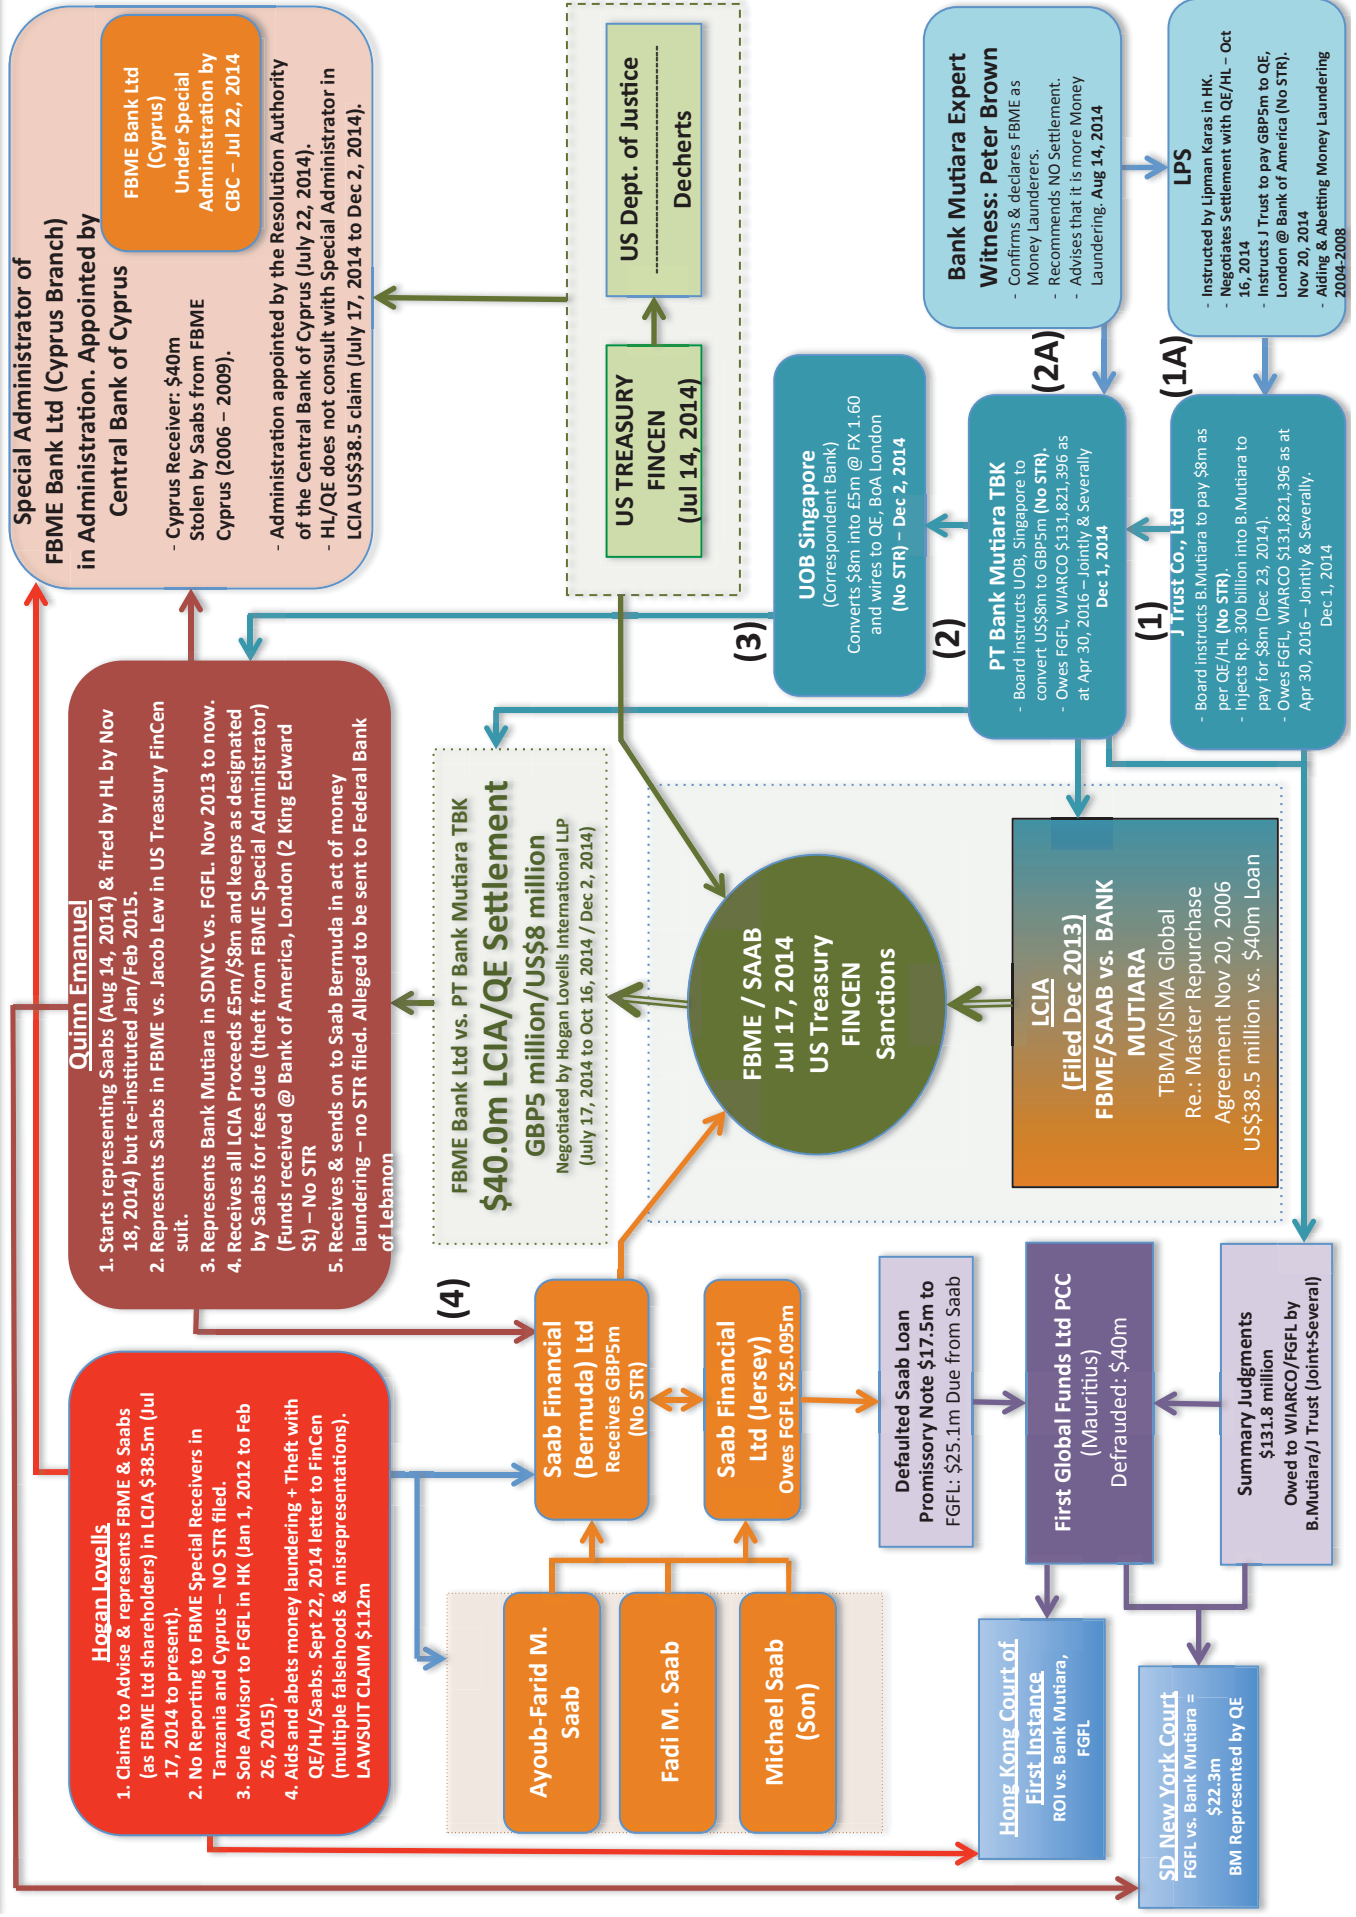 Hogan Lovells
1. Claims to Advise & represents FBME & Saabs
(as FBME Ltd shareholders) in LCIA $38.5m (Jul
17, 2014 to present).
2. No Reporting to FBME Special Receivers in
Tanzania and Cyprus – NO STR filed.
3. Sole Advisor to FGFL in HK (Jan 1, 2012 to Feb
26, 2015).
4. Aids and abets money laundering + Theft with
QE/HL/Saabs. Sept 22, 2014 letter to FinCen
(multiple falsehoods & misrepresentations).
LAWSUIT CLAIM $112m
Quinn Emanuel
1. Starts representing Saabs (Aug 14, 2014) & fired by HL by Nov
18, 2014) but re-instituted Jan/Feb 2015.
2. Represents Saabs in FBME vs. Jacob Lew in US Treasury FinCen
suit.
3. Represents Bank Mutiara in SDNYC vs. FGFL. Nov 2013 to now.
4. Receives all LCIA Proceeds £5m/$8m and keeps as designated
by Saabs for fees due (theft from FBME Special Administrator)
(Funds received @ Bank of America, London (2 King Edward
St) – No STR
5. Receives & sends on to Saab Bermuda in act of money
laundering – no STR filed. Alleged to be sent to Federal Bank
of Lebanon
Special Administrator of
FBME Bank Ltd (Cyprus Branch)
in Administration. Appointed by
Central Bank of Cyprus
- Cyprus Receiver: $40m
Stolen by Saabs from FBME
Cyprus (2006 – 2009).
FBME Bank Ltd
(Cyprus)
Under Special
Administration by
CBC – Jul 22, 2014
- Administration appointed by the Resolution Authority
of the Central Bank of Cyprus (July 22, 2014).
- HL/QE does not consult with Special Administrator in
LCIA US$38.5 claim (July 17, 2014 to Dec 2, 2014).
(4)
Ayoub-Farid M.
Saab
Fadi M. Saab
Michael Saab
(Son)
Saab Financial
(Bermuda) Ltd
Receives GBP5m
(No STR)
Saab Financial
Ltd (Jersey)
Owes FGFL $25.095m
FBME Bank Ltd vs. PT Bank Mutiara TBK
$40.0m LCIA/QE Settlement
GBP5 million/US$8 million
Negotiated by Hogan Lovells International LLP
(July 17, 2014 to Oct 16, 2014 / Dec 2, 2014)
US TREASURY
FINCEN
(Jul 14, 2014)
US Dept. of Justice
Decherts
FBME / SAAB
Jul 17, 2014
US Treasury
FINCEN
Sanctions
(3)
UOB Singapore
(Correspondent Bank)
Converts $8m into £5m @ FX 1.60
and wires to QE, BoA London
(No STR) – Dec 2, 2014
Defaulted Saab Loan
Promissory Note $17.5m to
FGFL: $25.1m Due from Saab
First Global Funds Ltd PCC
(Mauritius)
Defrauded: $40m
Summary Judgments
$131.8 million
Owed to WIARCO/FGFL by
B.Mutiara/J Trust (Joint+Several)
LCIA
(Filed Dec 2013)
FBME/SAAB vs. BANK
MUTIARA
TBMA/ISMA Global
Re.: Master Repurchase
Agreement Nov 20, 2006
US$38.5 million vs. $40m Loan
(2)
PT Bank Mutiara TBK
- Board instructs UOB, Singapore to
convert US$8m to GBP5m (No STR).
- Owes FGFL, WIARCO $131,821,396 as
at Apr 30, 2016 – Jointly & Severally
Dec 1, 2014
(2A)
Bank Mutiara Expert
Witness: Peter Brown
- Confirms & declares FBME as
Money Launderers.
- Recommends NO Settlement.
- Advises that it is more Money
Laundering. Aug 14, 2014
(1)
J Trust Co., Ltd
- Board instructs B.Mutiara to pay $8m as
per QE/HL (No STR).
- Injects Rp. 300 billion into B.Mutiara to
pay for $8m (Dec 23, 2014).
- Owes FGFL, WIARCO $131,821,396 as at
Apr 30, 2016 – Jointly & Severally.
Dec 1, 2014
(1A)
LPS
- Instructed by Lipman Karas in HK.
- Negotiates Settlement with QE/HL – Oct
16, 2014
- Instructs J Trust to pay GBP5m to QE,
London @ Bank of America (No STR).
Nov 20, 2014
- Aiding & Abetting Money Laundering
2004-2008
Hong Kong Court of
First Instance
ROI vs. Bank Mutiara,
FGFL
SD New York Court
FGFL vs. Bank Mutiara =
$22.3m
BM Represented by QE